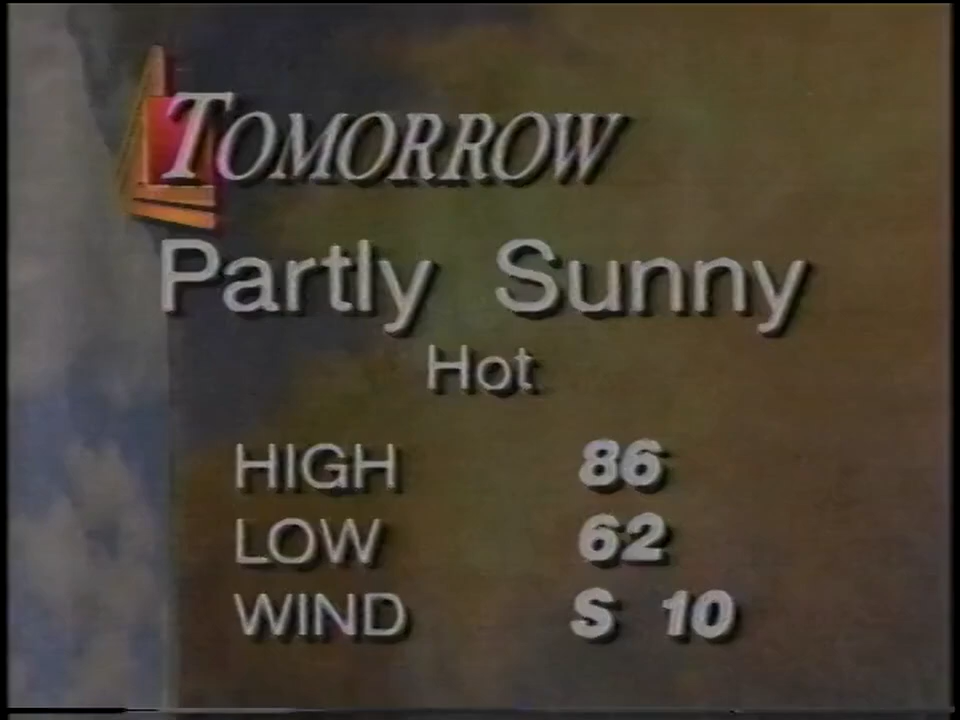 TOMORROW
Partly Sunny
Hot
HIGH 86
LOW 62
WIND S 10